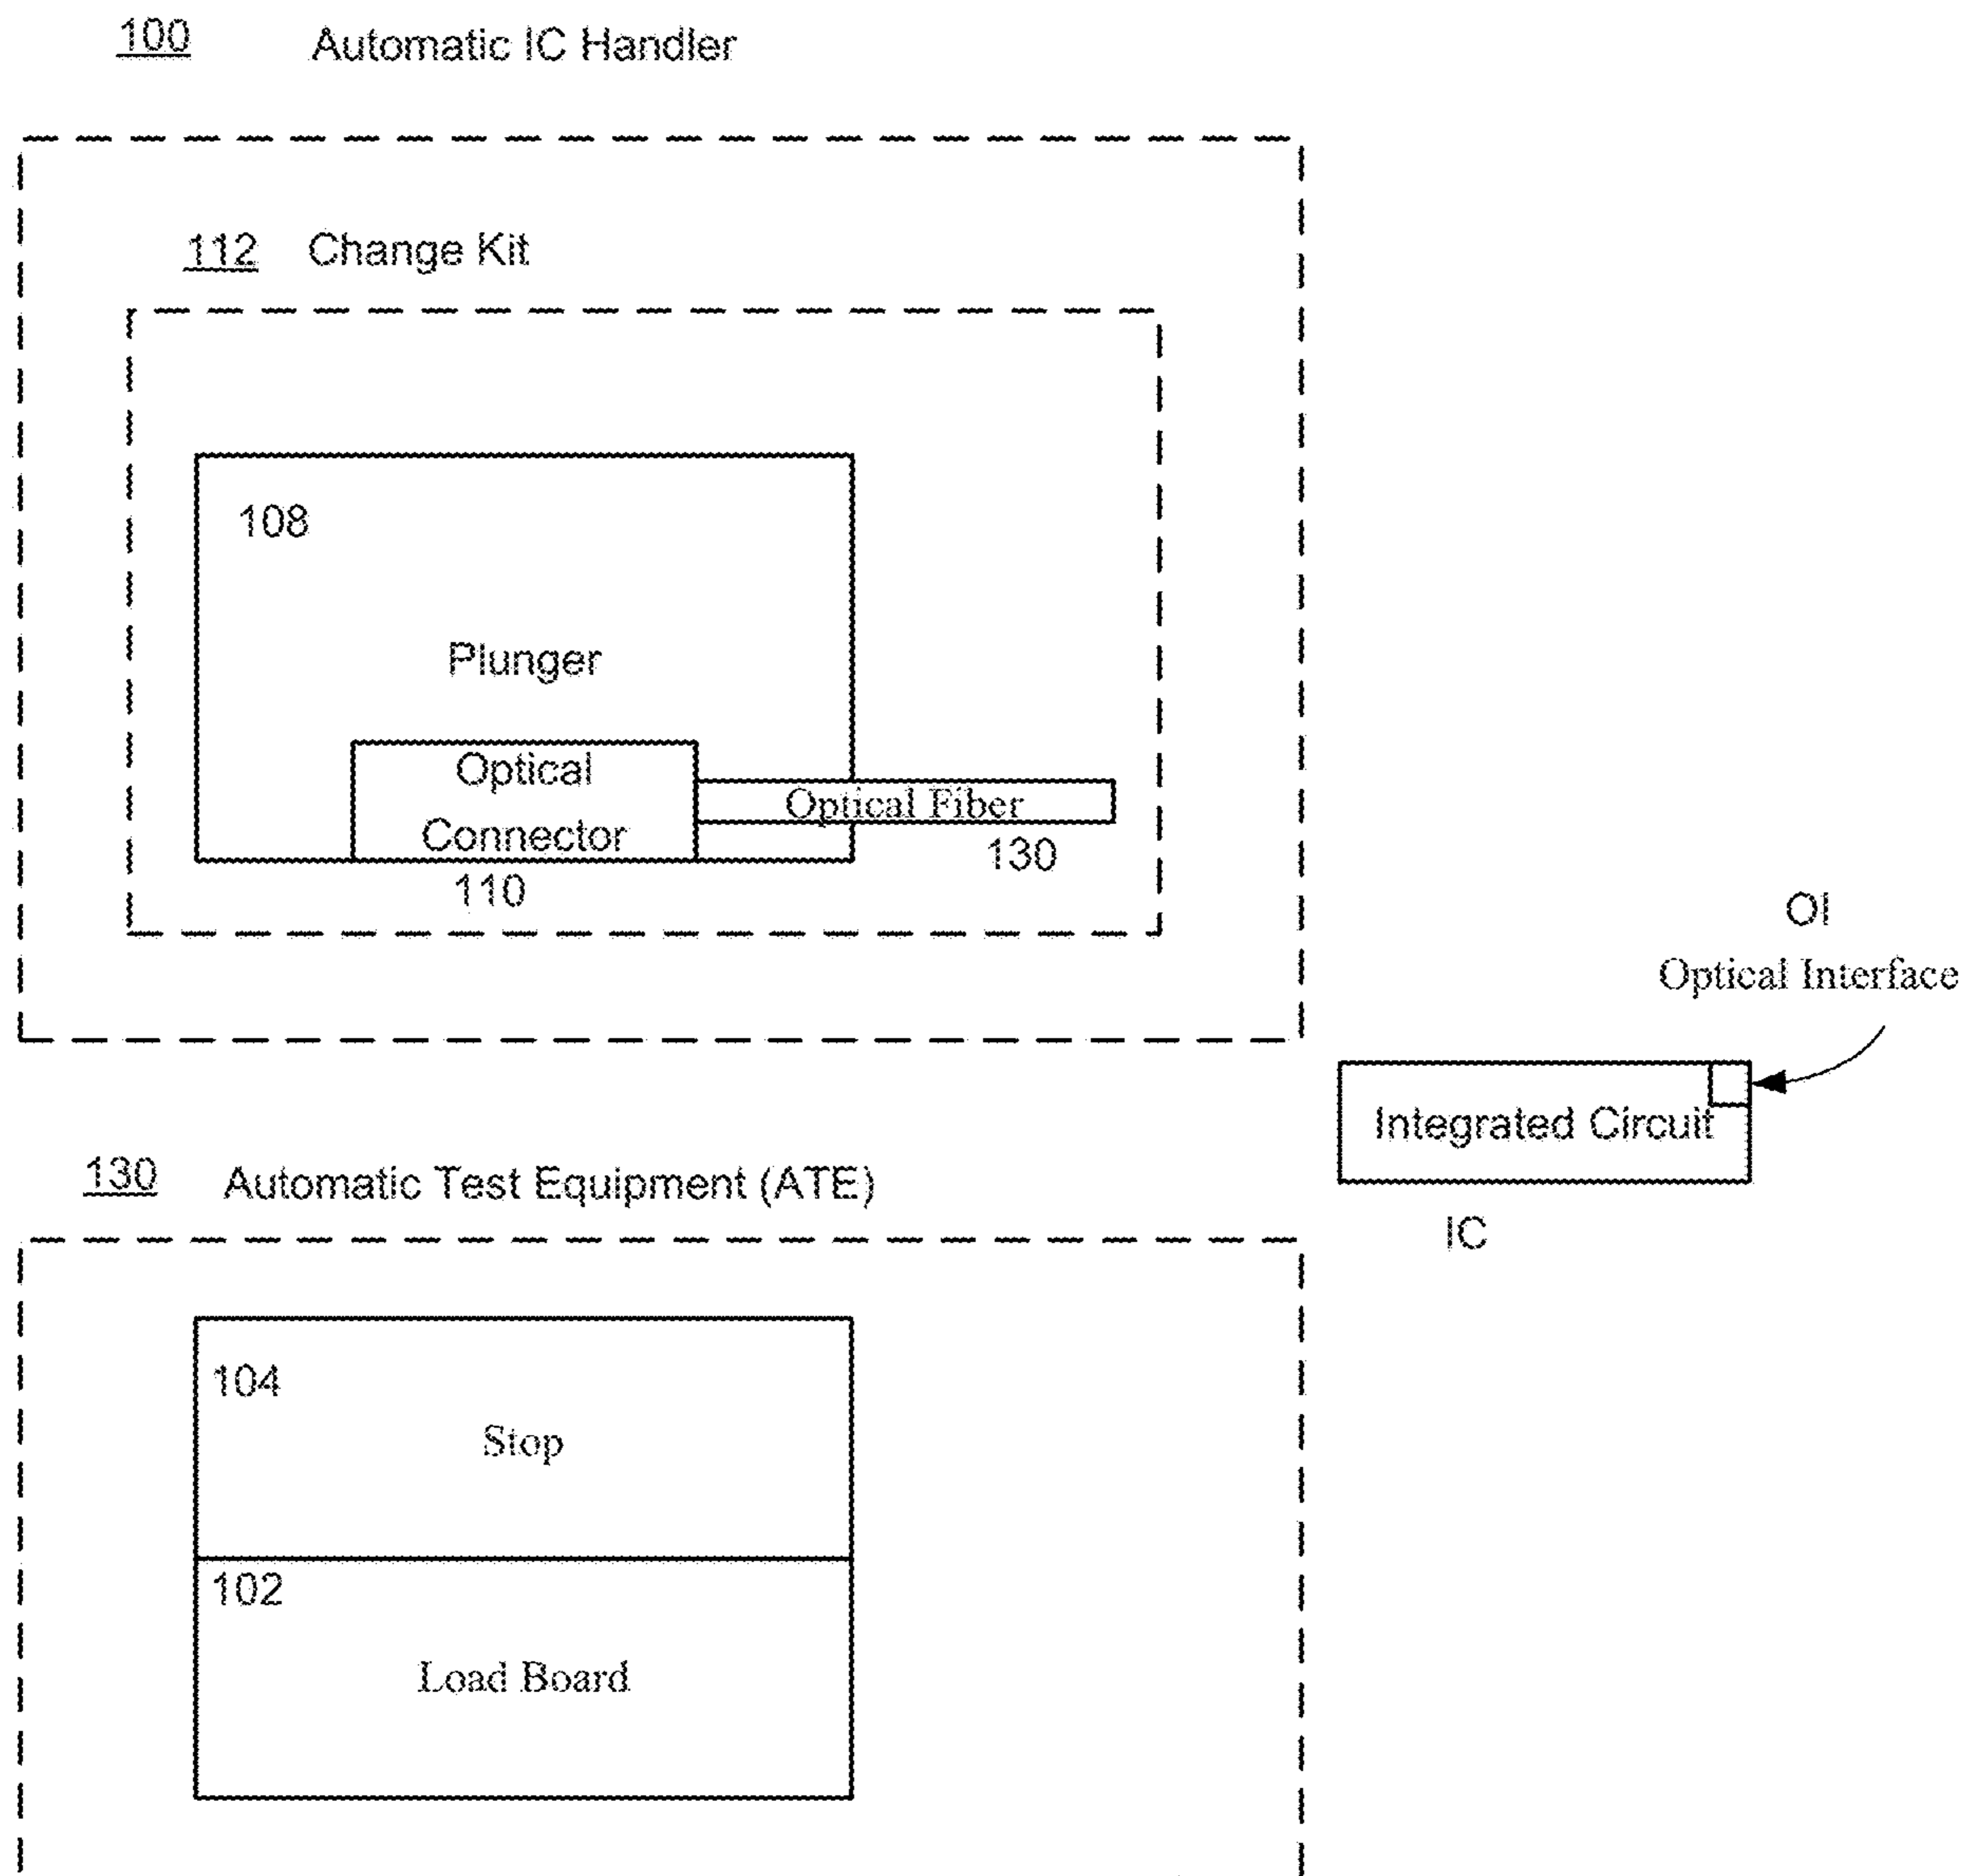 100 Automatic IC Handler
112 Change Kit
108
Plunger
Optical
Connector
110
Optical Fiber
130
OI
Optical Interface
Integrated Circuit
IC
130 Automatic Test Equipment (ATE)
104
Stop
102
Load Board